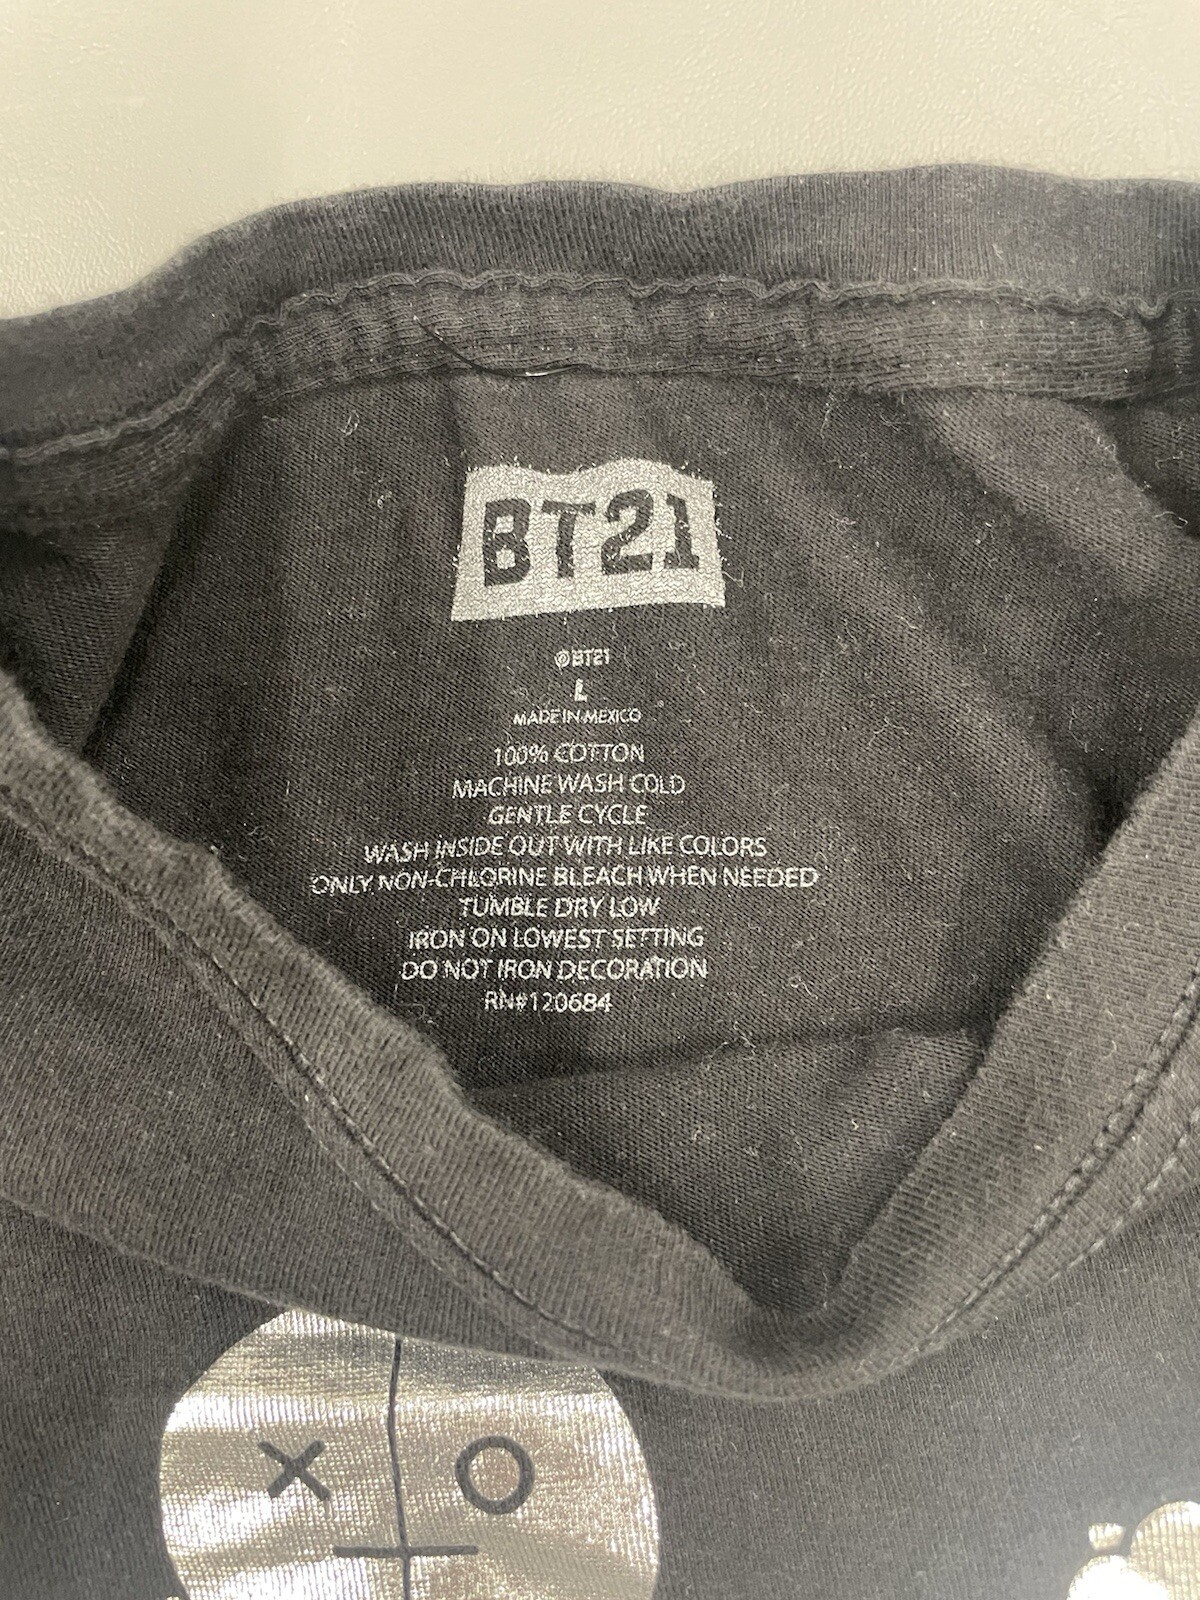 BT21
©BT21
L
MADE IN MEXICO
100% COTTON
MACHINE WASH COLD
GENTLE CYCLE
WASH INSIDE OUT WITH LIKE COLORS
ONLY NON-CHLORINE BLEACH WHEN NEEDED
TUMBLE DRY LOW
IRON ON LOWEST SETTING
DO NOT IRON DECORATION
RN#120684
X O